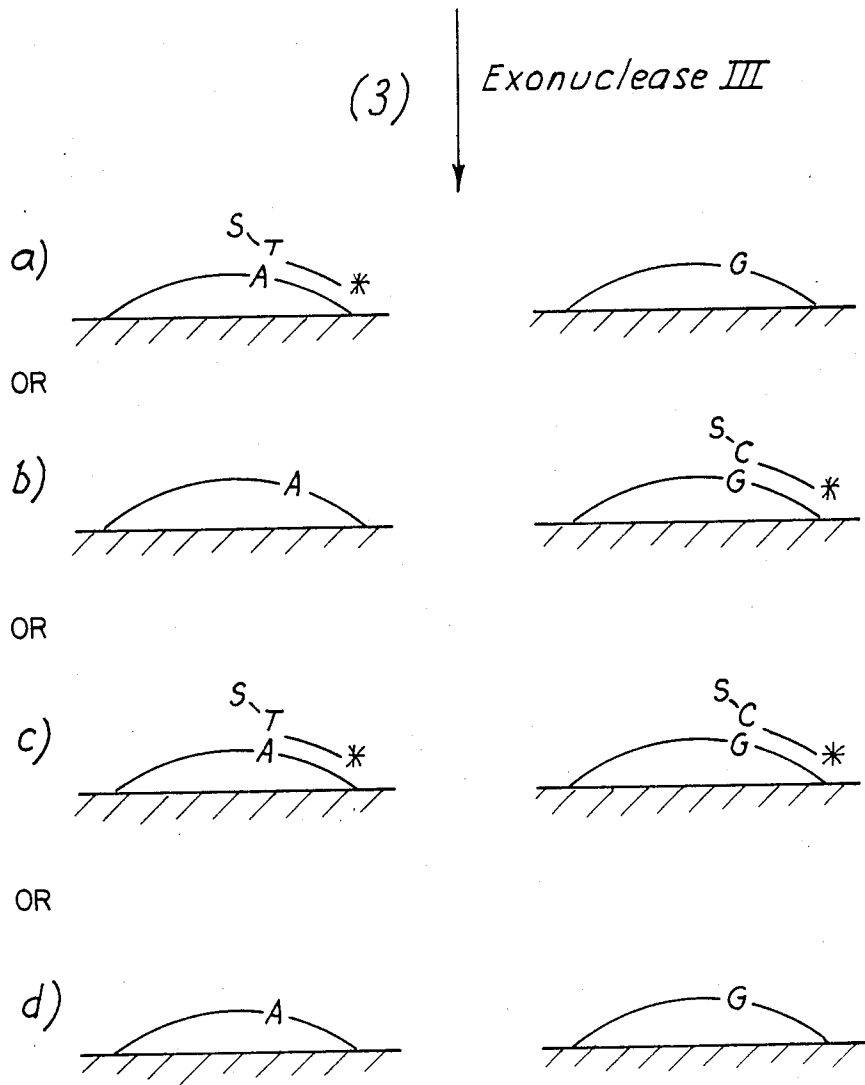 (3) Exonuclease III
a) S T A * G
OR
b) A S C G *
OR
c) S T A * S C G *
OR
d) A G